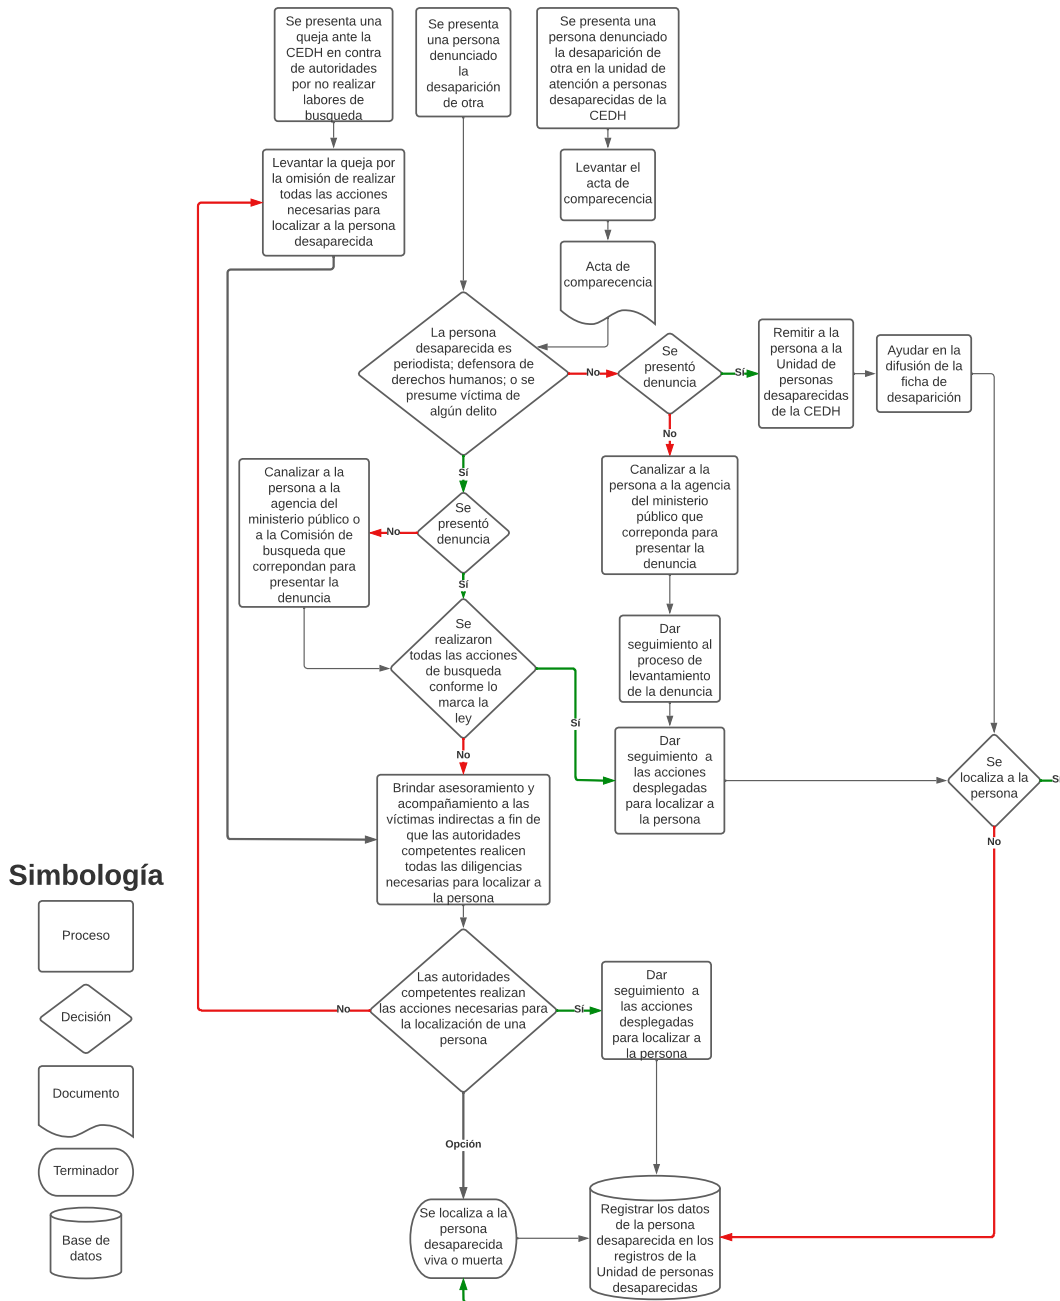 Se presenta una
queja ante la
CEDH en contra
de autoridades
por no realizar
labores de
busqueda
Se presenta
una persona
denunciado
la
desaparición
de otra
Se presenta una
persona denunciado
la desaparición de
otra en la unidad de
atención a personas
desaparecidas de la
CEDH
Levantar la queja por
la omisión de realizar
todas las acciones
necesarias para
localizar a la persona
desaparecida
Levantar el
acta de
comparecencia
Acta de
comparecencia
La persona
desaparecida es
periodista; defensora de
derechos humanos; o se
presume víctima de
algún delito
No
Se
presentó
denuncia
Sí
Remitir a la
persona a la
Unidad de
personas
desaparecidas
de la CEDH
Ayudar en la
difusión de la
ficha de
desaparición
No
Sí
Canalizar a la
persona a la
agencia del
ministerio público o
a la Comisión de
busqueda que
correpondan para
presentar la
denuncia
No
Se
presentó
denuncia
Canalizar a la
persona a la agencia
del ministerio
público que
correponda para
presentar la
denuncia
Sí
Se
realizaron
todas las acciones
de busqueda
conforme lo
marca la
ley
Dar
seguimiento al
proceso de
levantamiento
de la denuncia
Sí
No
Dar
seguimiento a
las acciones
desplegadas
para localizar a
la persona
Se
localiza a la
persona
S
No
Brindar asesoramiento y
acompañamiento a las
víctimas indirectas a fin de
que las autoridades
competentes realicen
todas las diligencias
necesarias para localizar a
la persona
Simbología
Proceso
Decisión
Documento
Terminador
Base de
datos
No
Las autoridades
competentes realizan
las acciones necesarias para
la localización de una
persona
Sí
Dar
seguimiento a
las acciones
desplegadas
para localizar a
la persona
Opción
Se localiza a la
persona
desaparecida
viva o muerta
Registrar los datos
de la persona
desaparecida en los
registros de la
Unidad de personas
desaparecidas